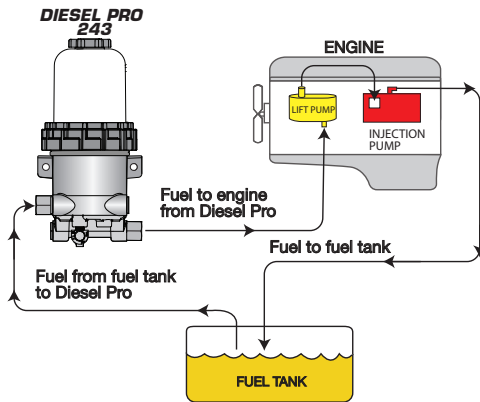 DIESEL PRO
243
ENGINE
LIFT PUMP
INJECTION
PUMP
Fuel to engine
from Diesel Pro
Fuel to fuel tank
Fuel from fuel tank
to Diesel Pro
FUEL TANK